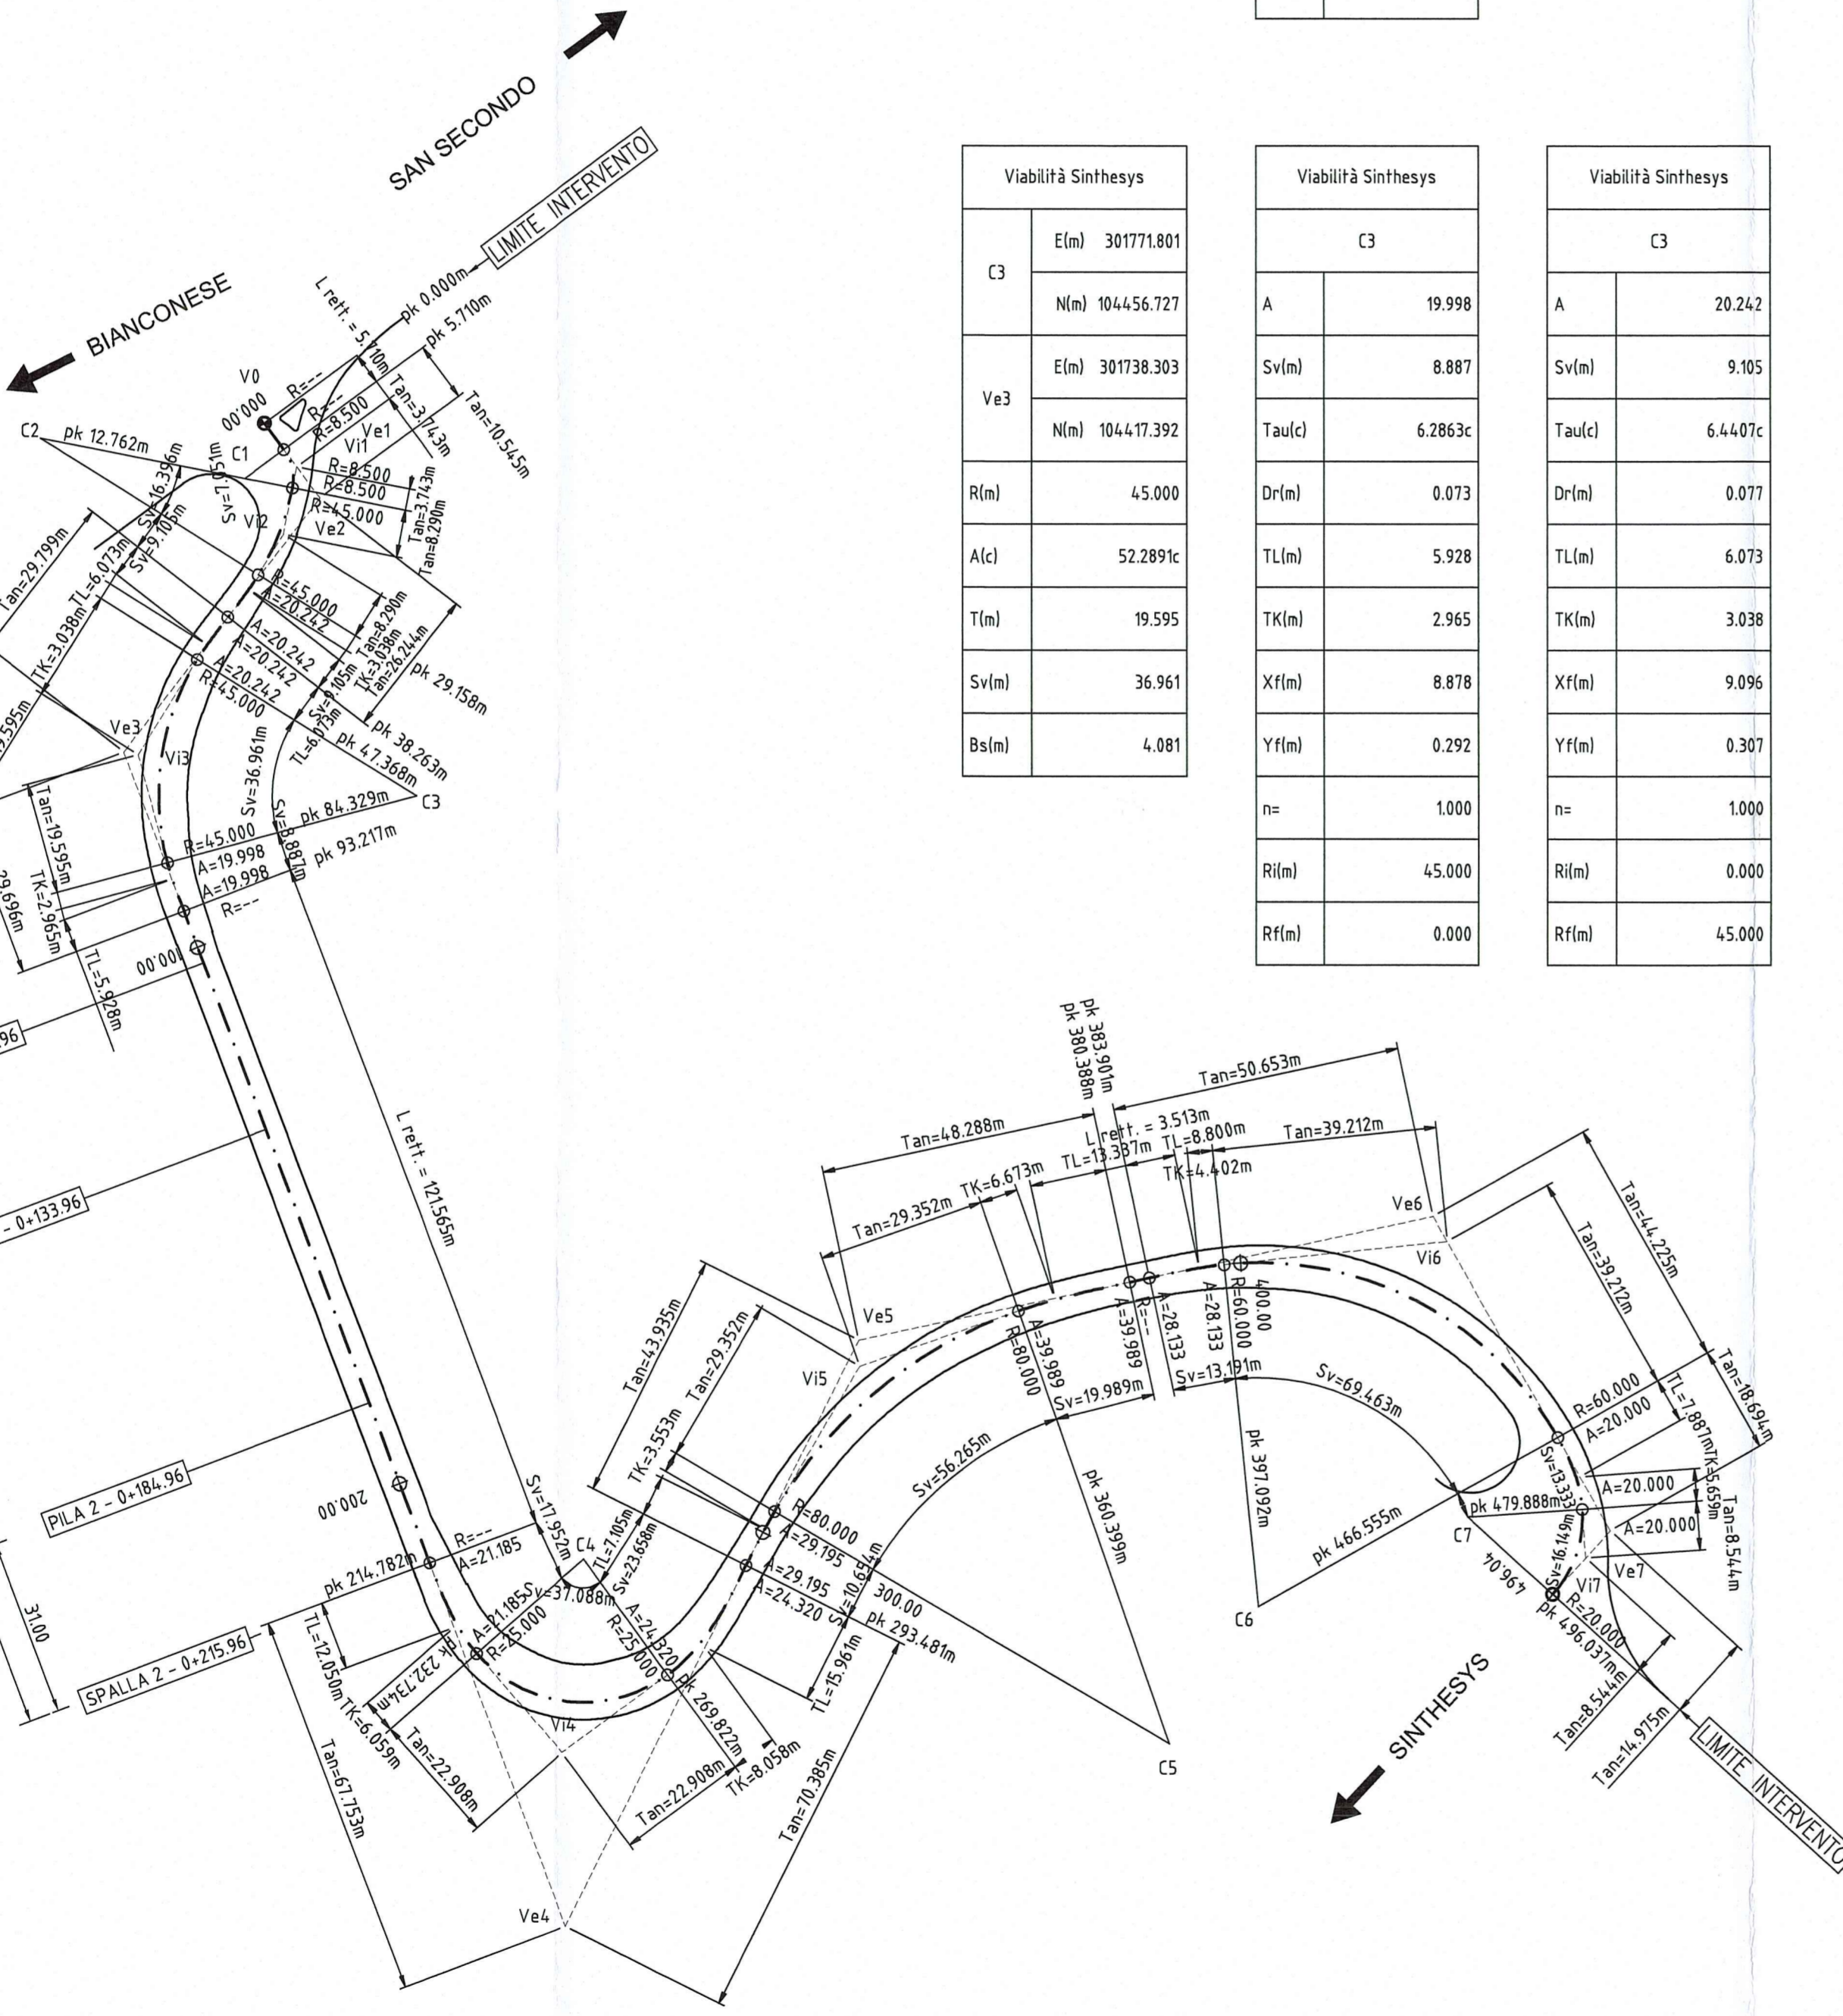 SAN SECONDO
LIMITE INTERVENTO
BIANCONESE
V0
00'000
R=--
R=--
L rett. = 5.710m
pk 0.000m
pk 5.710m
Tan=3.743m
Tan=10.545m
R=8.500
Ve1
Vi1
C1
C2
pk 12.762m
R=8.500
R=8.500
R=45.000
Tan=3.743m
Tan=8.290m
Sv=7.051m
Sv=16.396m
Sv=9.105m
Vi2
Ve2
Tan=29.799m
TL=6.073m
TK=3.038m
R=45.000
A=20.242
A=20.242
A=20.242
A=20.242
R=45.000
Tan=8.290m
TK=3.038m
Tan=26.244m
Sv=9.105m
TL=6.073m
pk 29.158m
pk 38.263m
pk 47.368m
Ve3
Vi3
Sv=36.961m
Sv=8.887m
pk 84.329m
C3
pk 93.217m
R=45.000
A=19.998
A=19.998
R=--
Tan=19.595m
TK=2.965m
TL=5.928m
9.595m
29.696m
100.00
96
- 0+133.96
L rett. = 121.565m
PILA 2 - 0+184.96
200.00
31.00
SPALLA 2 - 0+215.96
pk 214.782m
R=--
A=21.185
Sv=17.952m
C4
TL=12.050m
pk 232.734m
TK=6.059m
Tan=22.908m
Tan=67.753m
A=21.185
R=25.000
Sv=37.088m
TL=7.105m
Sv=23.658m
A=24.320
R=25.000
Vi4
pk 269.822m
TK=8.058m
Tan=22.908m
Ve4
Tan=70.385m
TL=15.961m
pk 293.481m
300.00
Sv=10.654m
R=80.000
A=29.195
A=29.195
A=24.320
TK=3.553m
Tan=29.352m
Tan=43.935m
Ve5
Vi5
Tan=29.352m
TK=6.673m
Tan=48.288m
TL=13.337m
L rett. = 3.513m
TL=8.800m
TK=4.402m
pk 383.901m
pk 380.388m
Tan=50.653m
Tan=39.212m
Ve6
Vi6
A=39.989
R=80.000
A=39.989
R=--
A=28.133
A=28.133
R=60.000
400.00
Sv=56.265m
Sv=19.989m
Sv=13.191m
Sv=69.463m
pk 360.399m
pk 397.092m
pk 466.555m
C5
C6
C7
Tan=44.225m
Tan=39.212m
R=60.000
A=20.000
TL=7.887m
TK=5.659m
Tan=18.694m
Sv=13.333
A=20.000
pk 479.888m
A=20.000
Tan=8.544m
Sv=16.149m
496.04
Vi7
Ve7
R=20.000
pk 496.037m
Tan=8.544m
Tan=14.975m
SINTHESYS
LIMITE INTERVENTO
Viabilità Sinthesys
C3
E(m) 301771.801
N(m) 104456.727
Ve3
E(m) 301738.303
N(m) 104417.392
R(m) 45.000
A(c) 52.2891c
T(m) 19.595
Sv(m) 36.961
Bs(m) 4.081
Viabilità Sinthesys
C3
A 19.998
Sv(m) 8.887
Tau(c) 6.2863c
Dr(m) 0.073
TL(m) 5.928
TK(m) 2.965
Xf(m) 8.878
Yf(m) 0.292
n= 1.000
Ri(m) 45.000
Rf(m) 0.000
Viabilità Sinthesys
C3
A 20.242
Sv(m) 9.105
Tau(c) 6.4407c
Dr(m) 0.077
TL(m) 6.073
TK(m) 3.038
Xf(m) 9.096
Yf(m) 0.307
n= 1.000
Ri(m) 0.000
Rf(m) 45.000